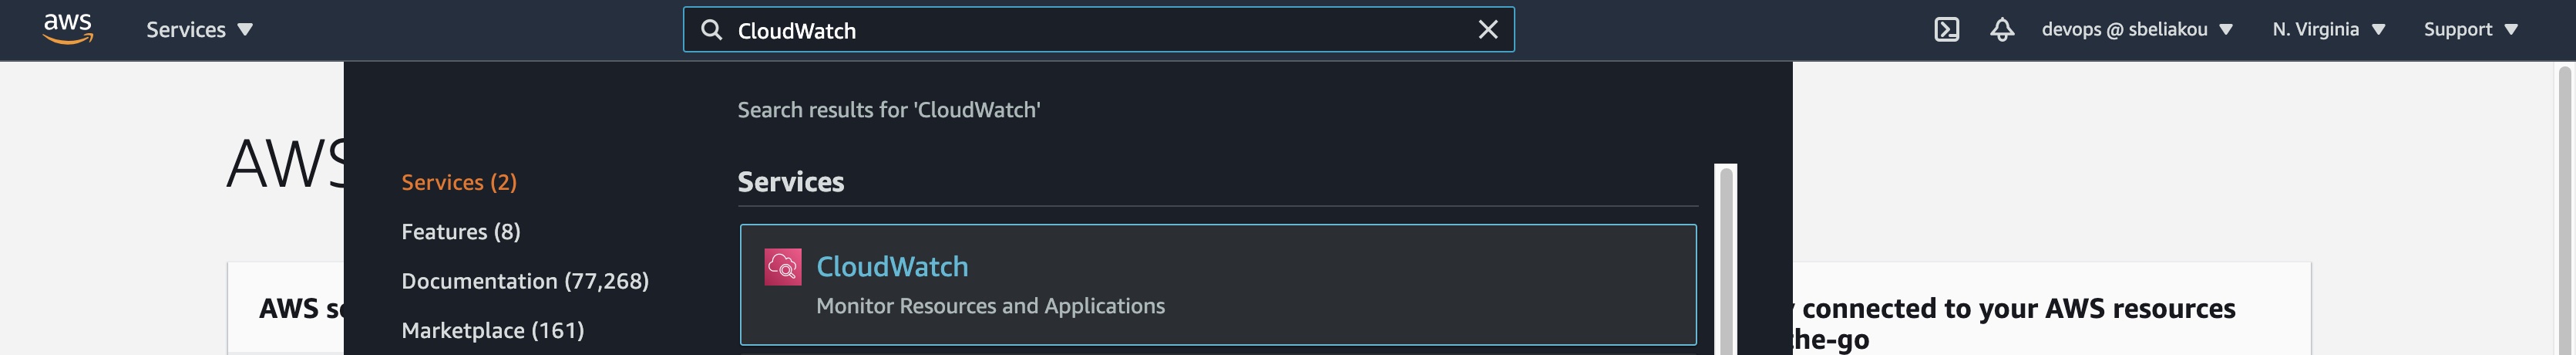 aws
Services
CloudWatch
devops @ sbeliakou
N. Virginia
Support
Search results for 'CloudWatch'
AWS
Services (2)
Features (8)
Documentation (77,268)
Marketplace (161)
Services
CloudWatch
Monitor Resources and Applications
AWS
connected to your AWS resources
he-go